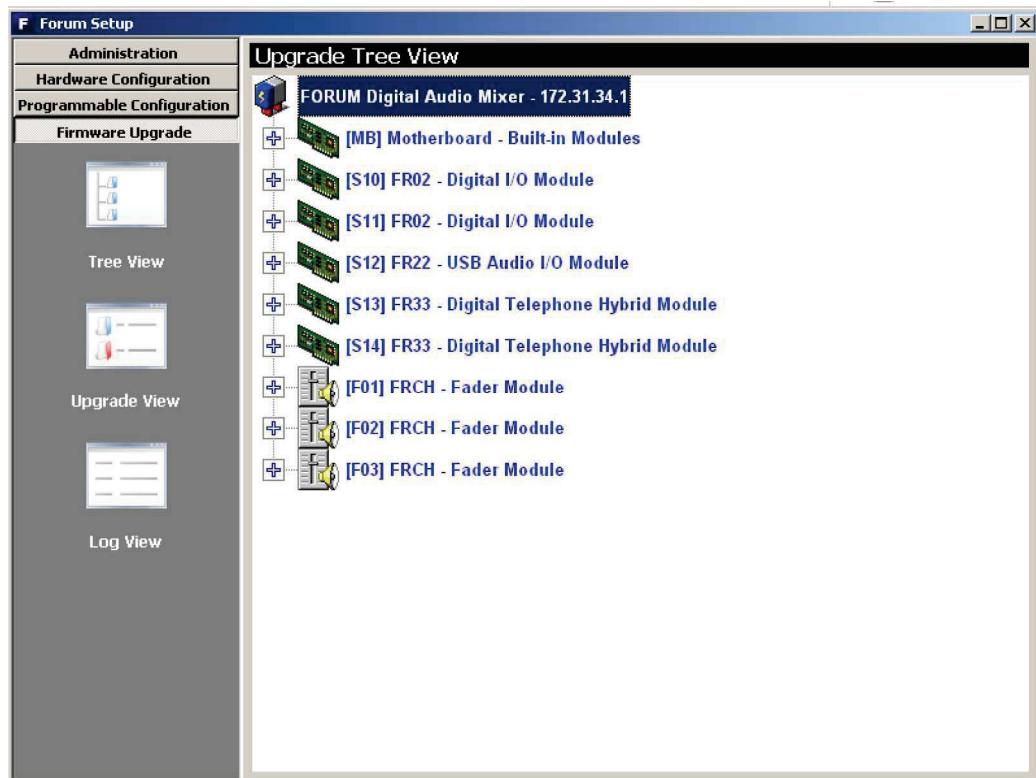 F Forum Setup
Administration
Hardware Configuration
Programmable Configuration
Firmware Upgrade
Tree View
Upgrade View
Log View
Upgrade Tree View
FORUM Digital Audio Mixer - 172.31.34.1
[MB] Motherboard - Built-in Modules
[S10] FR02 - Digital I/O Module
[S11] FR02 - Digital I/O Module
[S12] FR22 - USB Audio I/O Module
[S13] FR33 - Digital Telephone Hybrid Module
[S14] FR33 - Digital Telephone Hybrid Module
[F01] FRCH - Fader Module
[F02] FRCH - Fader Module
[F03] FRCH - Fader Module